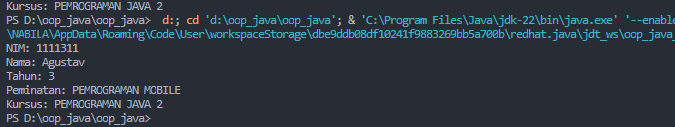 Kursus: PEMROGRAMAN JAVA 2
PS D:\oop_java\oop_java>  d:; cd 'd:\oop_java\oop_java'; & 'C:\Program Files\Java\jdk-22\bin\java.exe' '--enable
\NABILA\AppData\Roaming\Code\User\workspaceStorage\dbe9ddb08df10241f9883269bb5a700b\redhat.java\jdt_ws\oop_java_
NIM: 1111311
Nama: Agustav
Tahun: 3
Peminatan: PEMROGRAMAN MOBILE
Kursus: PEMROGRAMAN JAVA 2
PS D:\oop_java\oop_java>